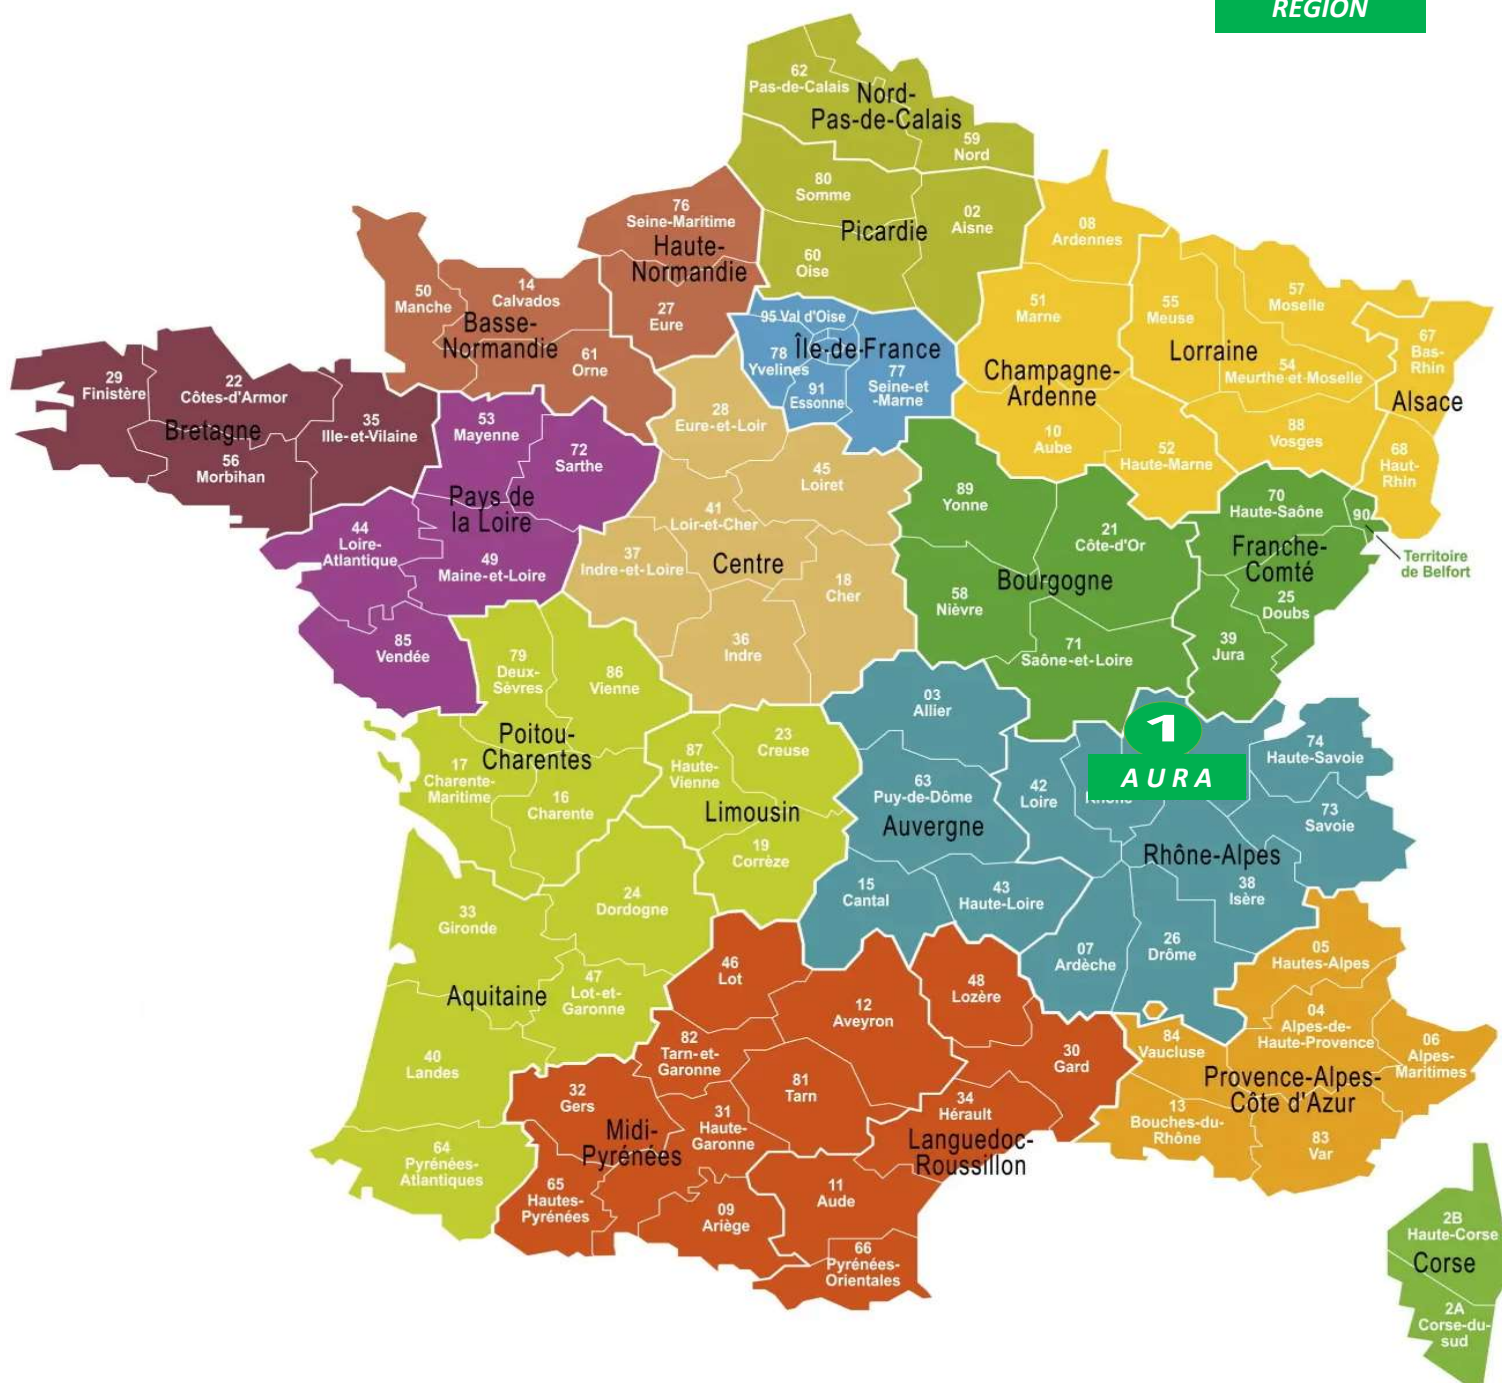 REGION
62
Pas-de-Calais
Nord-
Pas-de-Calais
59
Nord
80
Somme
02
Aisne
Picardie
60
Oise
76
Seine-Maritime
Haute-
Normandie
27
Eure
50
Manche
14
Calvados
Basse-
Normandie
61
Orne
08
Ardennes
51
Marne
Champagne-
Ardenne
10
Aube
52
Haute-Marne
55
Meuse
57
Moselle
Lorraine
54
Meurthe-et-Moselle
88
Vosges
67
Bas-
Rhin
Alsace
68
Haut-
Rhin
95 Val d'Oise
Île-de-France
78
Yvelines
91
Essonne
77
Seine-et
-Marne
29
Finistère
22
Côtes-d'Armor
Bretagne
35
Ille-et-Vilaine
56
Morbihan
53
Mayenne
72
Sarthe
Pays de
la Loire
44
Loire-
Atlantique
49
Maine-et-Loire
85
Vendée
28
Eure-et-Loir
45
Loiret
41
Loir-et-Cher
37
Indre-et-Loire
Centre
18
Cher
36
Indre
89
Yonne
21
Côte-d'Or
Bourgogne
58
Nièvre
71
Saône-et-Loire
70
Haute-Saône
90
Territoire
de Belfort
Franche-
Comté
25
Doubs
39
Jura
79
Deux-
Sèvres
86
Vienne
Poitou-
Charentes
17
Charente-
Maritime
16
Charente
87
Haute-
Vienne
23
Creuse
Limousin
19
Corrèze
03
Allier
63
Puy-de-Dôme
Auvergne
15
Cantal
43
Haute-Loire
1
AURA
42
Loire
74
Haute-Savoie
73
Savoie
Rhône-Alpes
38
Isère
07
Ardèche
26
Drôme
33
Gironde
24
Dordogne
47
Lot-et-
Garonne
Aquitaine
40
Landes
64
Pyrénées-
Atlantiques
46
Lot
12
Aveyron
82
Tarn-et-
Garonne
81
Tarn
32
Gers
31
Haute-
Garonne
Midi-
Pyrénées
65
Hautes-
Pyrénées
09
Ariège
48
Lozère
30
Gard
34
Hérault
Languedoc-
Roussillon
11
Aude
66
Pyrénées-
Orientales
05
Hautes-Alpes
04
Alpes-de-
Haute-Provence
06
Alpes-
Maritimes
84
Vaucluse
Provence-Alpes-
Côte d'Azur
13
Bouches-du-
Rhône
83
Var
2B
Haute-Corse
Corse
2A
Corse-du-
sud